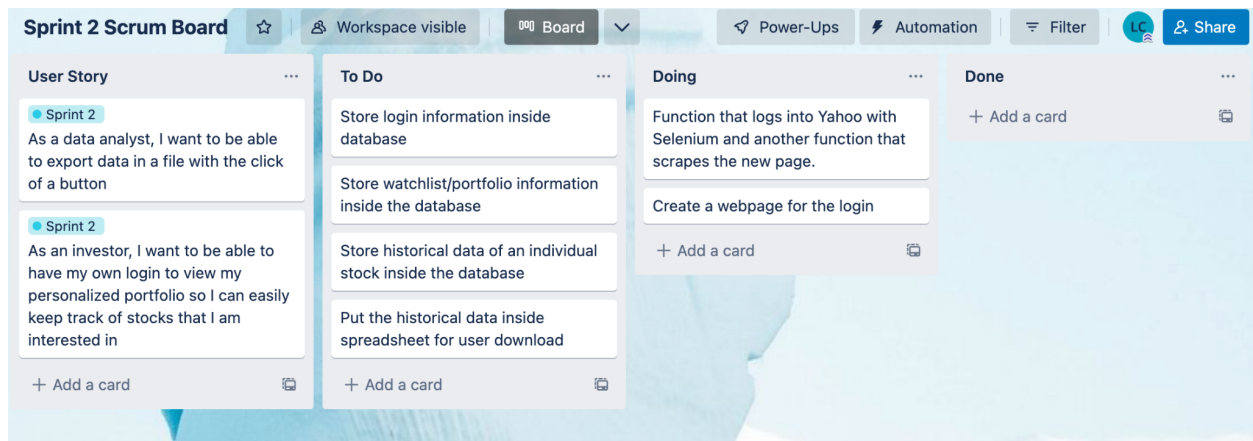 Sprint 2 Scrum Board
Workspace visible
Board
Power-Ups
Automation
Filter
LC
Share
User Story
Sprint 2
As a data analyst, I want to be able
to export data in a file with the click
of a button
Sprint 2
As an investor, I want to be able to
have my own login to view my
personalized portfolio so I can easily
keep track of stocks that I am
interested in
+ Add a card
To Do
Store login information inside
database
Store watchlist/portfolio information
inside the database
Store historical data of an individual
stock inside the database
Put the historical data inside
spreadsheet for user download
+ Add a card
Doing
Function that logs into Yahoo with
Selenium and another function that
scrapes the new page.
Create a webpage for the login
+ Add a card
Done
+ Add a card